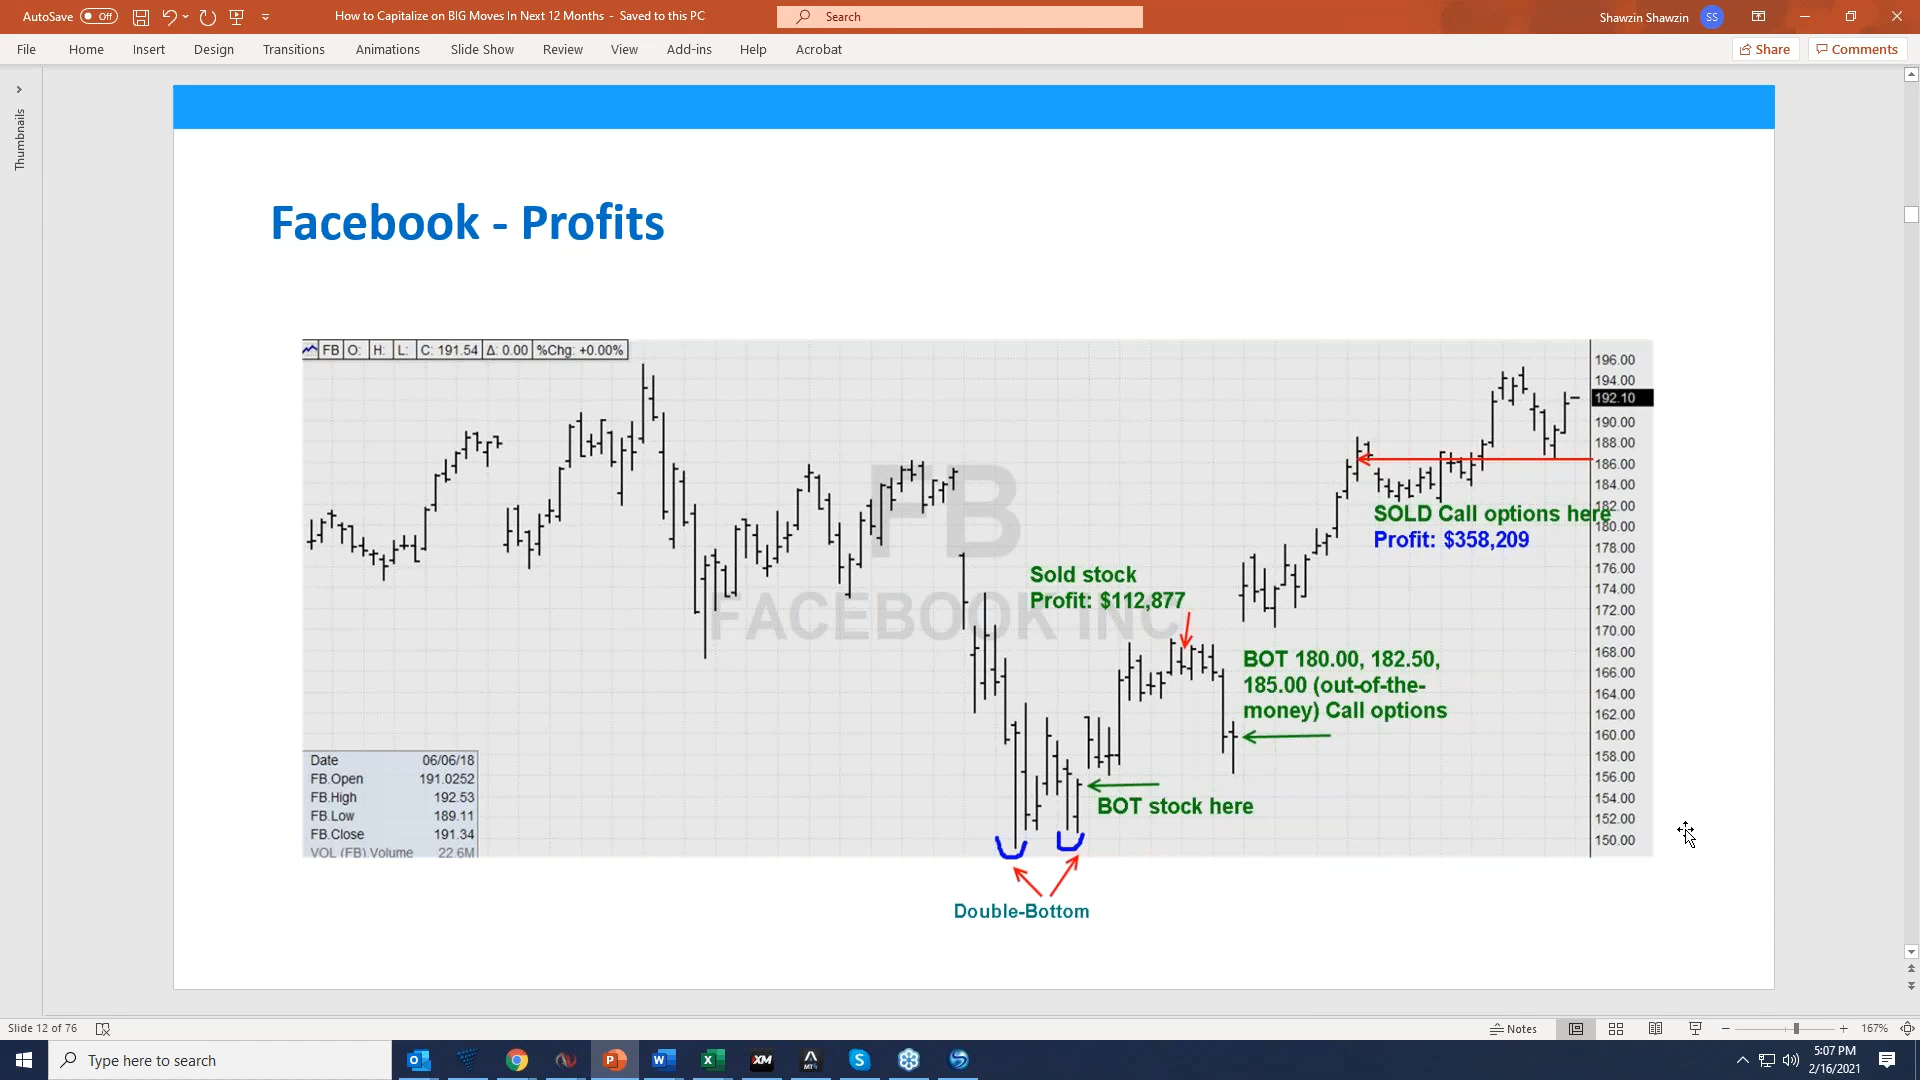 AutoSave Off How to Capitalize on BIG Moves In Next 12 Months - Saved to this PC Search Shawzin Shawzin SS
File Home Insert Design Transitions Animations Slide Show Review View Add-ins Help Acrobat Share Comments
Thumbnails
Facebook - Profits
FB O: H: L: C: 191.54 Δ: 0.00 %Chg: +0.00%
196.00
194.00
192.10
190.00
188.00
186.00
184.00
182.00
180.00
178.00
176.00
174.00
172.00
170.00
168.00
166.00
164.00
162.00
160.00
158.00
156.00
154.00
152.00
150.00
FB
FACEBOOK INC
SOLD Call options here
Profit: $358,209
Sold stock
Profit: $112,877
BOT 180.00, 182.50,
185.00 (out-of-the-
money) Call options
BOT stock here
Date 06/06/18
FB.Open 191.0252
FB.High 192.53
FB.Low 189.11
FB.Close 191.34
VOL (FB).Volume 22.6M
Double-Bottom
Slide 12 of 76 Notes 167%
Type here to search
XM
MT4
5:07 PM
2/16/2021